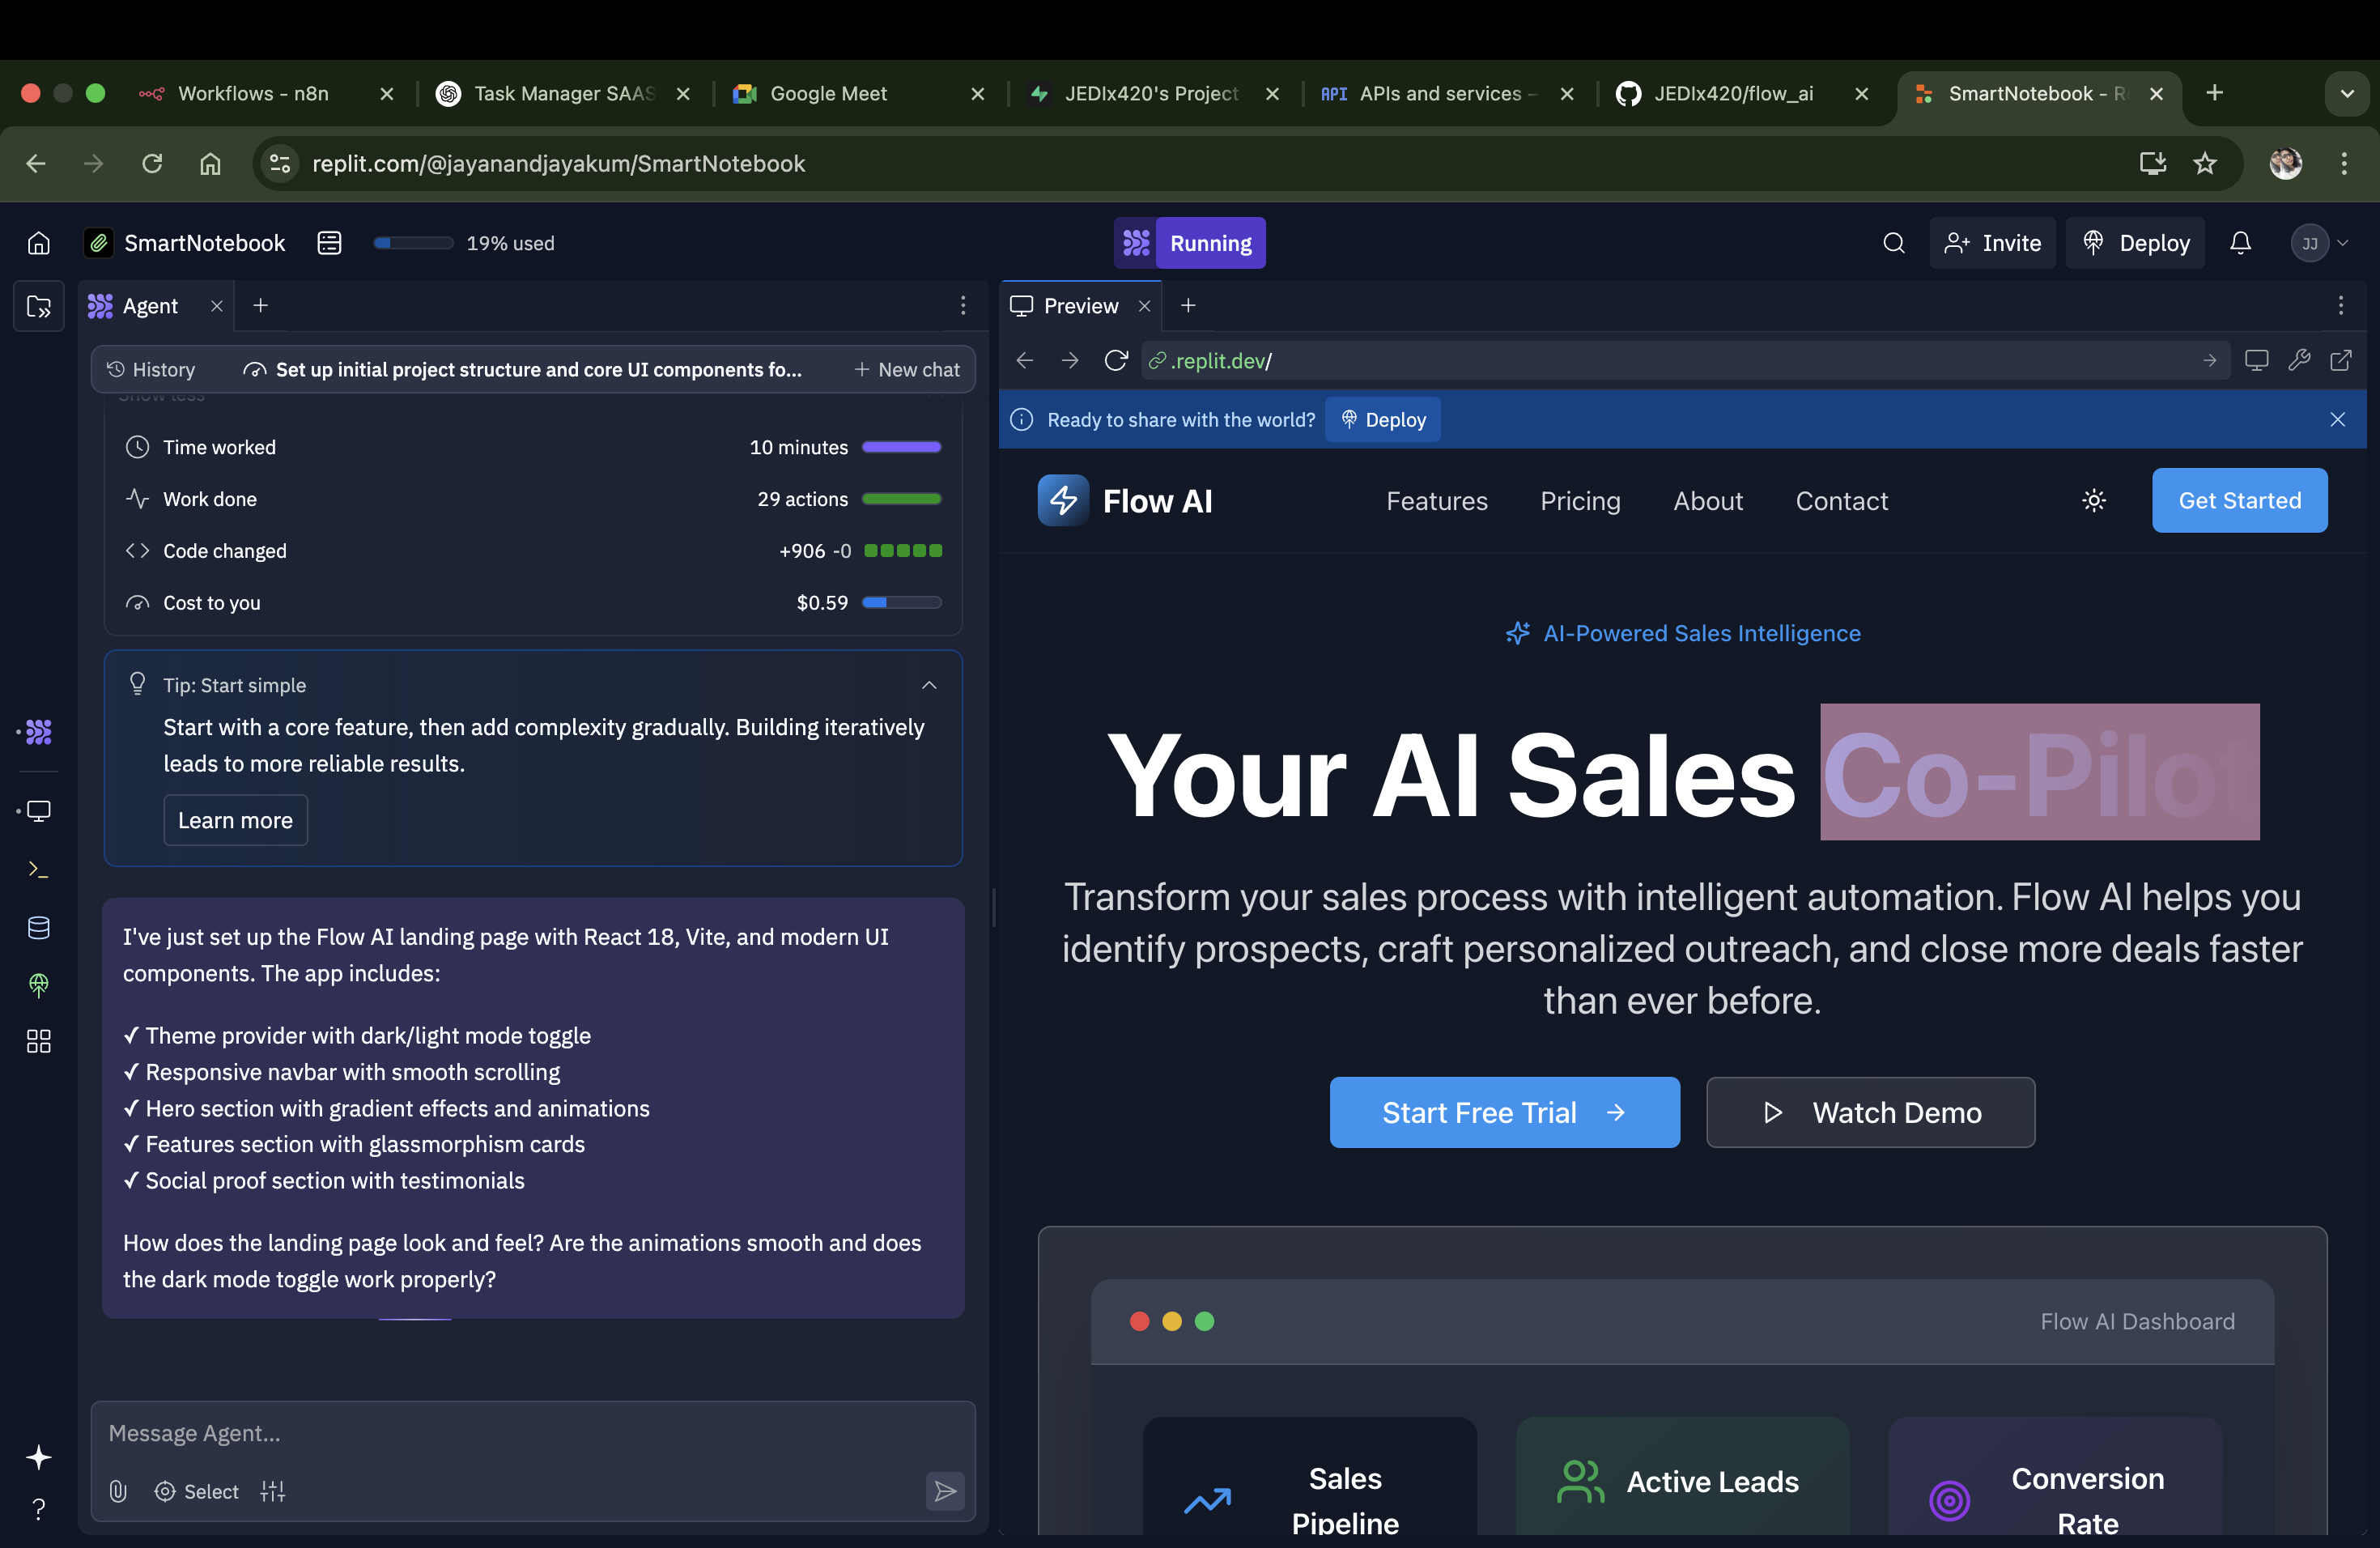 Workflows - n8n
Task Manager SAAS
Google Meet
JEDIx420's Project
API APIs and services -
JEDIx420/flow_ai
SmartNotebook - R
replit.com/@jayanandjayakum/SmartNotebook
SmartNotebook
19% used
Running
Invite
Deploy
JJ
Agent
History
Set up initial project structure and core UI components fo...
New chat
Show less
Time worked
10 minutes
Work done
29 actions
Code changed
+906 -0
Cost to you
$0.59
Tip: Start simple
Start with a core feature, then add complexity gradually. Building iteratively
leads to more reliable results.
Learn more
I've just set up the Flow AI landing page with React 18, Vite, and modern UI
components. The app includes:
✓ Theme provider with dark/light mode toggle
✓ Responsive navbar with smooth scrolling
✓ Hero section with gradient effects and animations
✓ Features section with glassmorphism cards
✓ Social proof section with testimonials
How does the landing page look and feel? Are the animations smooth and does
the dark mode toggle work properly?
Message Agent...
Select
Preview
.replit.dev/
Ready to share with the world?
Deploy
Flow AI
Features
Pricing
About
Contact
Get Started
AI-Powered Sales Intelligence
Your AI Sales Co-Pilot
Transform your sales process with intelligent automation. Flow AI helps you
identify prospects, craft personalized outreach, and close more deals faster
than ever before.
Start Free Trial
Watch Demo
Flow AI Dashboard
Sales
Pipeline
Active Leads
Conversion
Rate